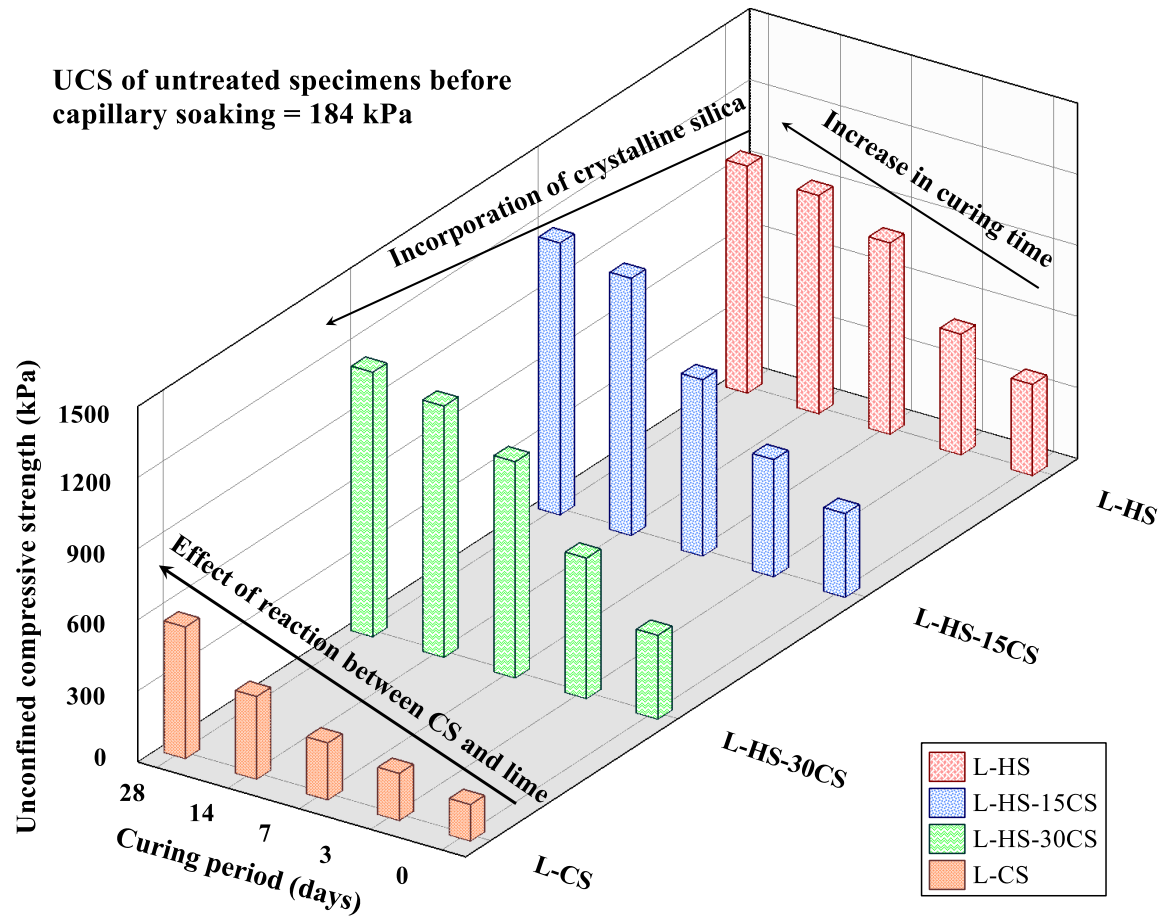 UCS of untreated specimens before
capillary soaking = 184 kPa
Incorporation of crystalline silica
Increase in curing time
Effect of reaction between CS and lime
Unconfined compressive strength (kPa)
1500
1200
900
600
300
0
28
14
7
3
0
Curing period (days)
L-CS
L-HS-30CS
L-HS-15CS
L-HS
L-HS
L-HS-15CS
L-HS-30CS
L-CS